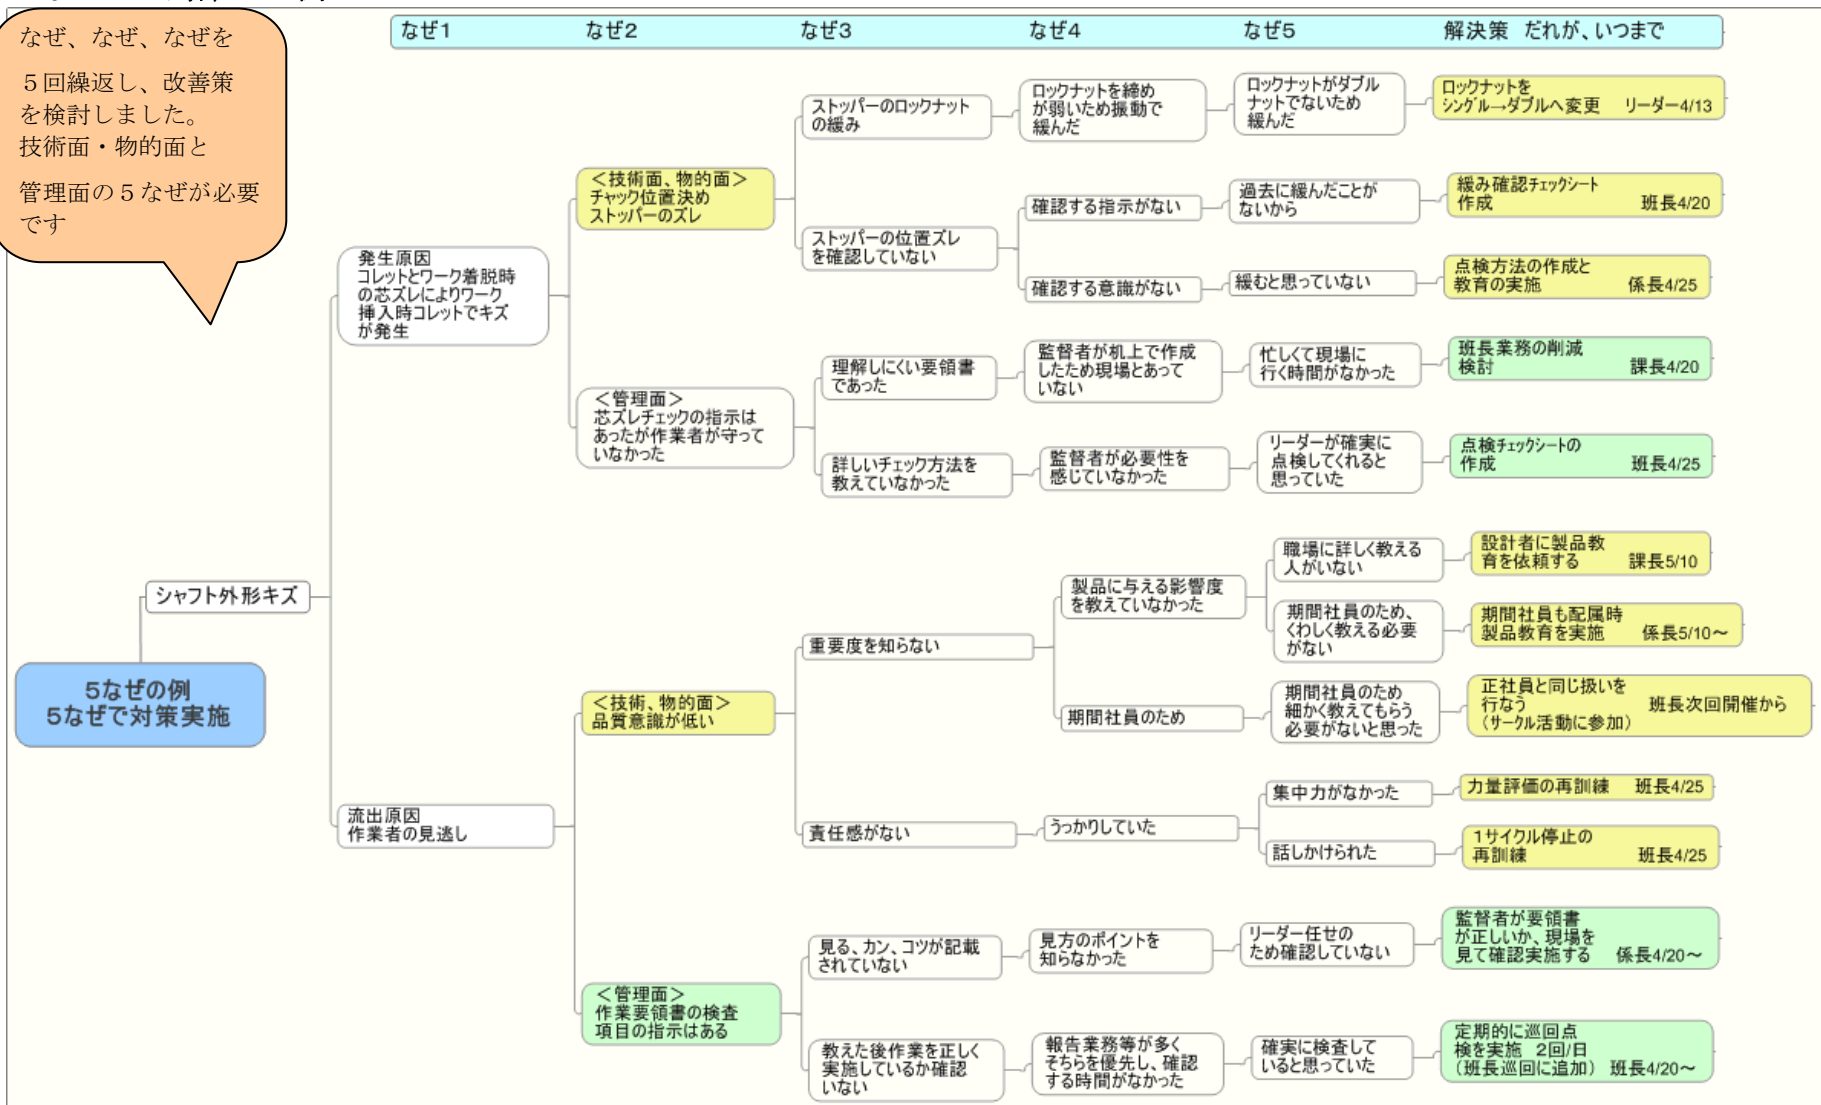 なぜ、なぜ、なぜを
５回繰返し、改善策
を検討しました。
技術面・物的面と
管理面の５なぜが必要
です
なぜ1
なぜ2
なぜ3
なぜ4
なぜ5
解決策 だれが、いつまで
5なぜの例
5なぜで対策実施
シャフト外形キズ
発生原因
コレットとワーク着脱時
の芯ズレによりワーク
挿入時コレットでキズ
が発生
＜技術面、物的面＞
チャック位置決め
ストッパーのズレ
ストッパーのロックナット
の緩み
ロックナットを締め
が弱いため振動で
緩んだ
ロックナットがダブル
ナットでないため
緩んだ
ロックナットを
シングル→ダブルへ変更 リーダー4/13
ストッパーの位置ズレ
を確認していない
確認する指示がない
過去に緩んだことが
ないから
緩み確認チェックシート
作成 班長4/20
確認する意識がない
緩むと思っていない
点検方法の作成と
教育の実施 係長4/25
＜管理面＞
芯ズレチェックの指示は
あったが作業者が守って
いなかった
理解しにくい要領書
であった
監督者が机上で作成
したため現場とあって
いない
忙しくて現場に
行く時間がなかった
班長業務の削減
検討 課長4/20
詳しいチェック方法を
教えていなかった
監督者が必要性を
感じていなかった
リーダーが確実に
点検してくれると
思っていた
点検チェックシートの
作成 班長4/25
流出原因
作業者の見逃し
＜技術、物的面＞
品質意識が低い
重要度を知らない
製品に与える影響度
を教えていなかった
職場に詳しく教える
人がいない
設計者に製品教
育を依頼する 課長5/10
期間社員のため、
くわしく教える必要
がない
期間社員も配属時
製品教育を実施 係長5/10～
期間社員のため
期間社員のため
細かく教えてもらう
必要がないと思った
正社員と同じ扱いを
行なう 班長次回開催から
（サークル活動に参加）
責任感がない
うっかりしていた
集中力がなかった
力量評価の再訓練 班長4/25
話しかけられた
1サイクル停止の
再訓練 班長4/25
＜管理面＞
作業要領書の検査
項目の指示はある
見る、カン、コツが記載
されていない
見方のポイントを
知らなかった
リーダー任せの
ため確認していない
監督者が要領書
が正しいか、現場を
見て確認実施する 係長4/20～
教えた後作業を正しく
実施しているか確認
いない
報告業務等が多く
そちらを優先し、確認
する時間がなかった
確実に検査して
いると思っていた
定期的に巡回点
検を実施 2回/日
（班長巡回に追加） 班長4/20～